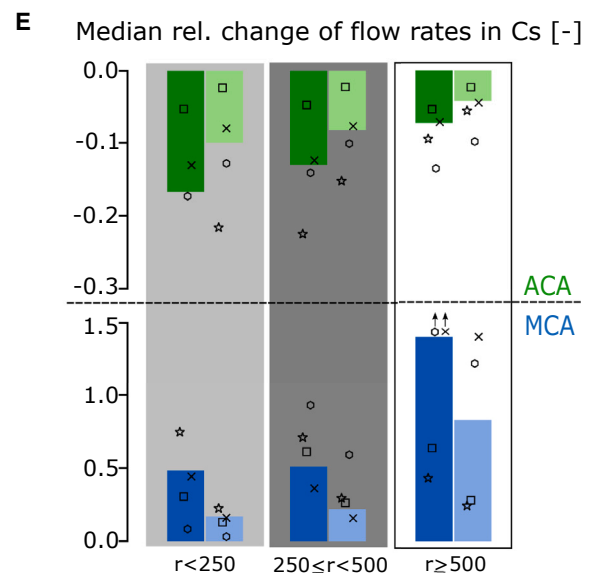 E
Median rel. change of flow rates in Cs [-]
0.0
-0.1
-0.2
-0.3
ACA
MCA
1.5
1.0
0.5
0.0
r<250
250≤r<500
r≥500